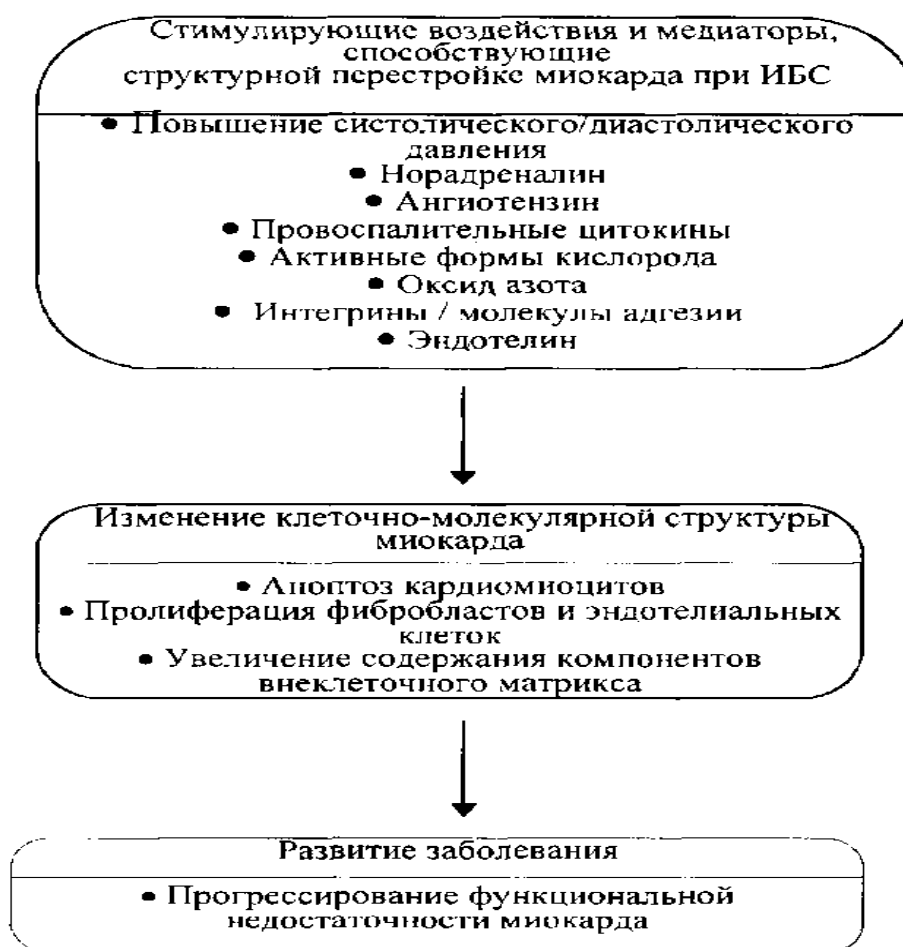 Стимулирующие воздействия и медиаторы,
способствующие
структурной перестройке миокарда при ИБС
• Повышение систолического/диастолического
давления
• Норадреналин
• Ангиотензин
• Провоспалительные цитокины
• Активные формы кислорода
• Оксид азота
• Интегрины / молекулы адгезии
• Эндотелин
Изменение клеточно-молекулярной структуры
миокарда
• Апоптоз кардиомиоцитов
• Пролиферация фибробластов и эндотелиальных
клеток
• Увеличение содержания компонентов
внеклеточного матрикса
Развитие заболевания
• Прогрессирование функциональной
недостаточности миокарда